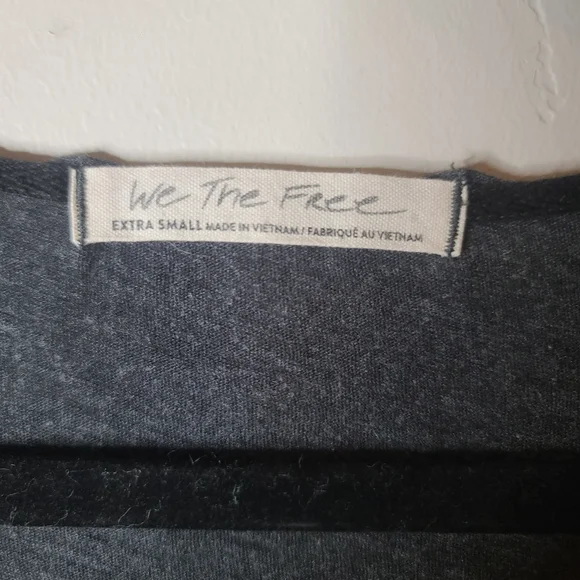 We The Free
EXTRA SMALL MADE IN VIETNAM / FABRIQUÉ AU VIETNAM